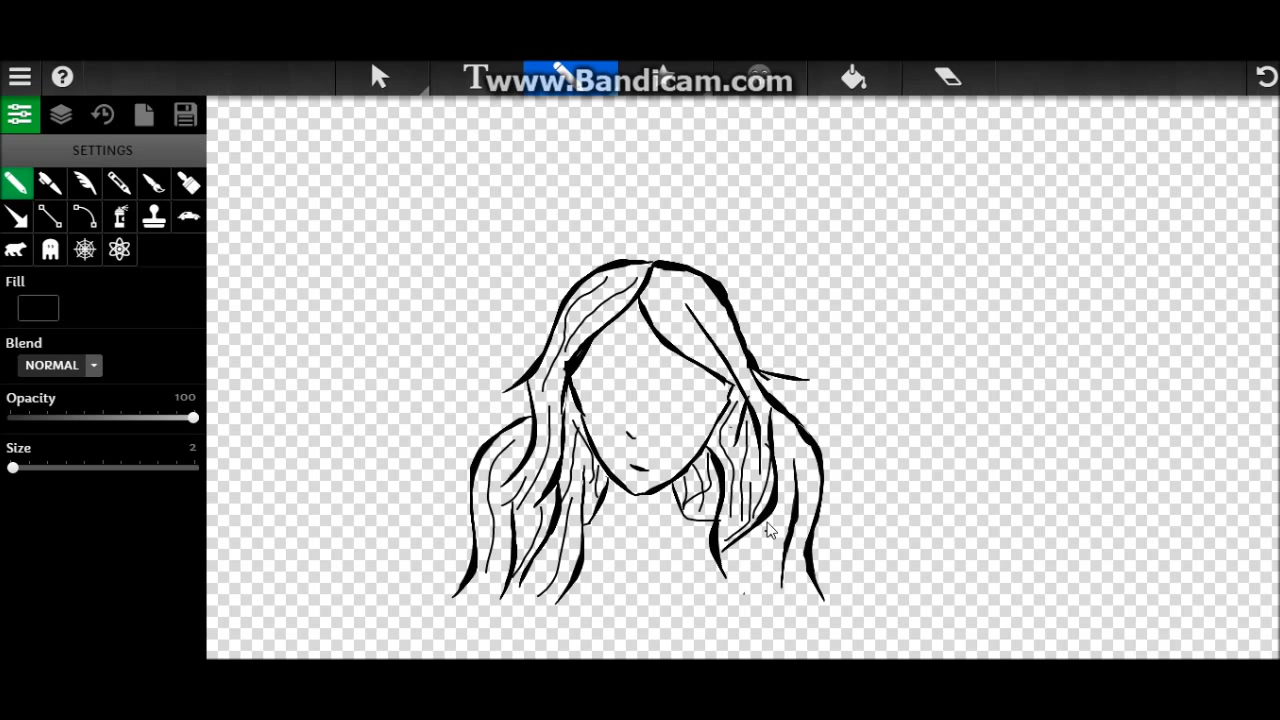 T
www.Bandicam.com
SETTINGS
Fill
Blend
NORMAL
Opacity 100
Size 2